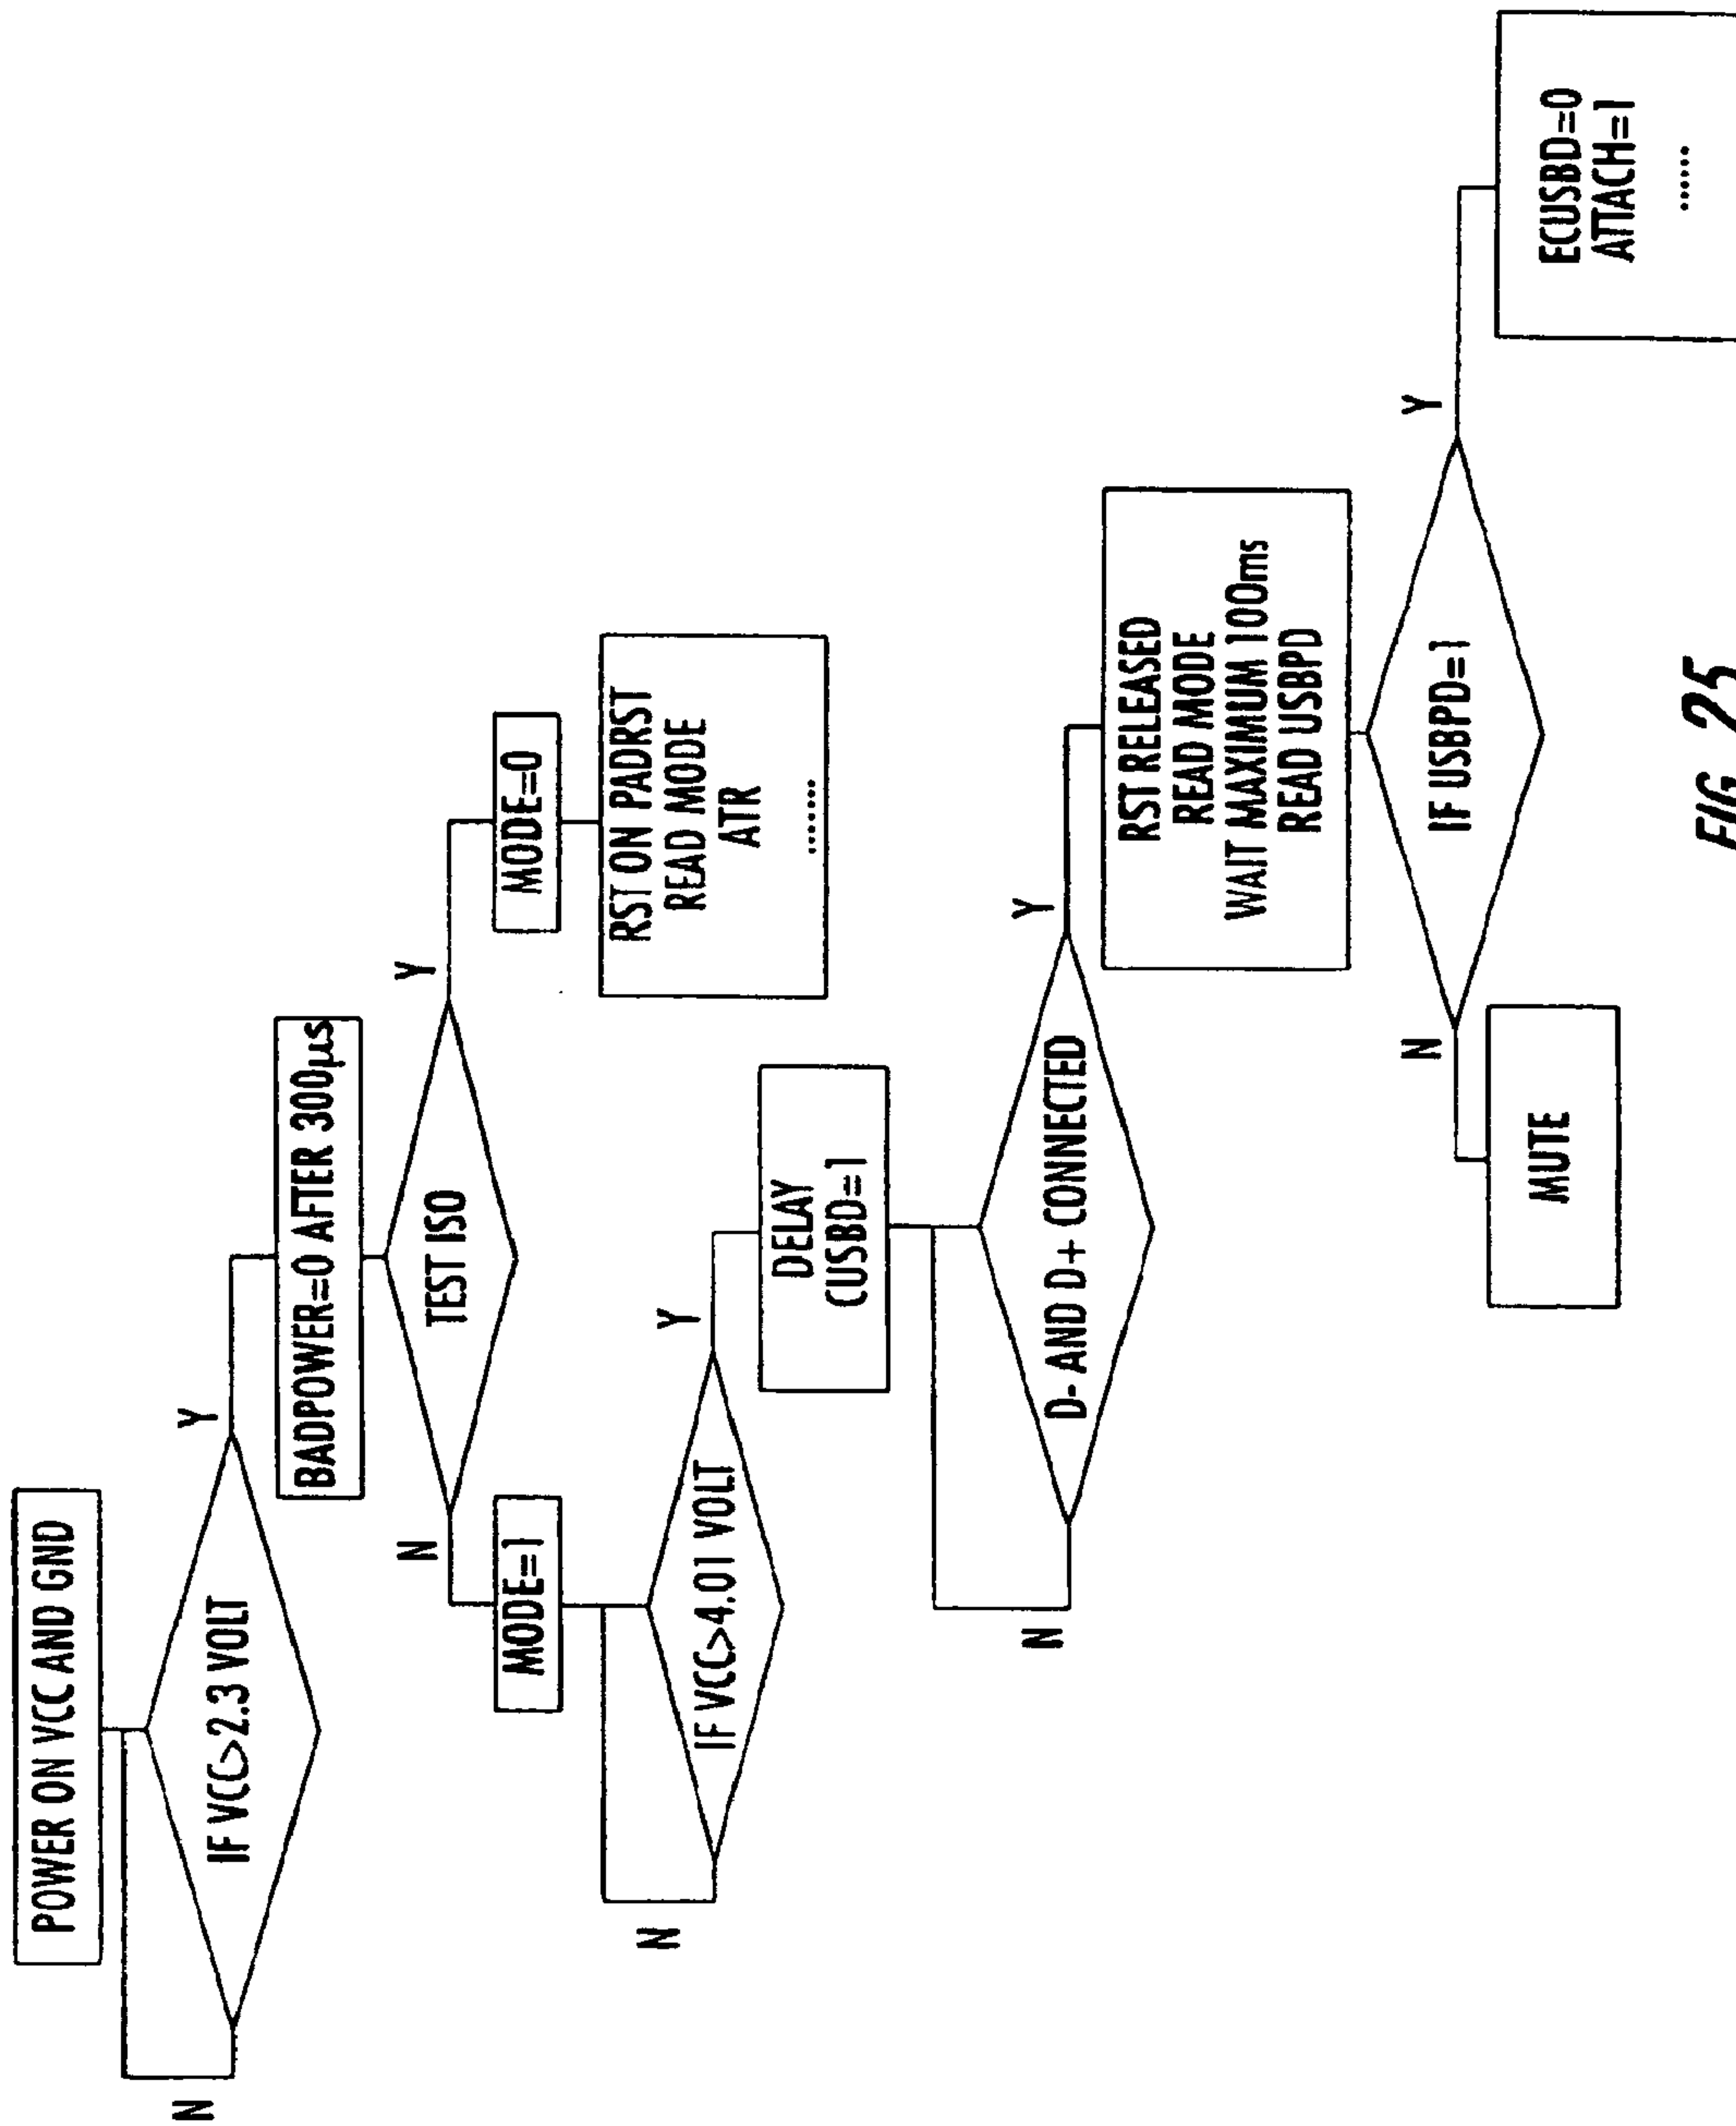 POWER ON VCC AND GND
IF VCC>2.3 VOLT
N
Y
BADPOWER=0 AFTER 300µs
TEST ISO
N
Y
MODE=1
MODE=0
RST ON PADRST
READ MODE
ATR
.......
IF VCC>4.01 VOLT
N
Y
DELAY
CUSBD=1
D- AND D+ CONNECTED
N
Y
RST RELEASED
READ MODE
WAIT MAXIMUM 100ms
READ USBPD
IF USBPD=1
N
Y
MUTE
ECUSBD=0
ATTACH=1
......
FIG. 25